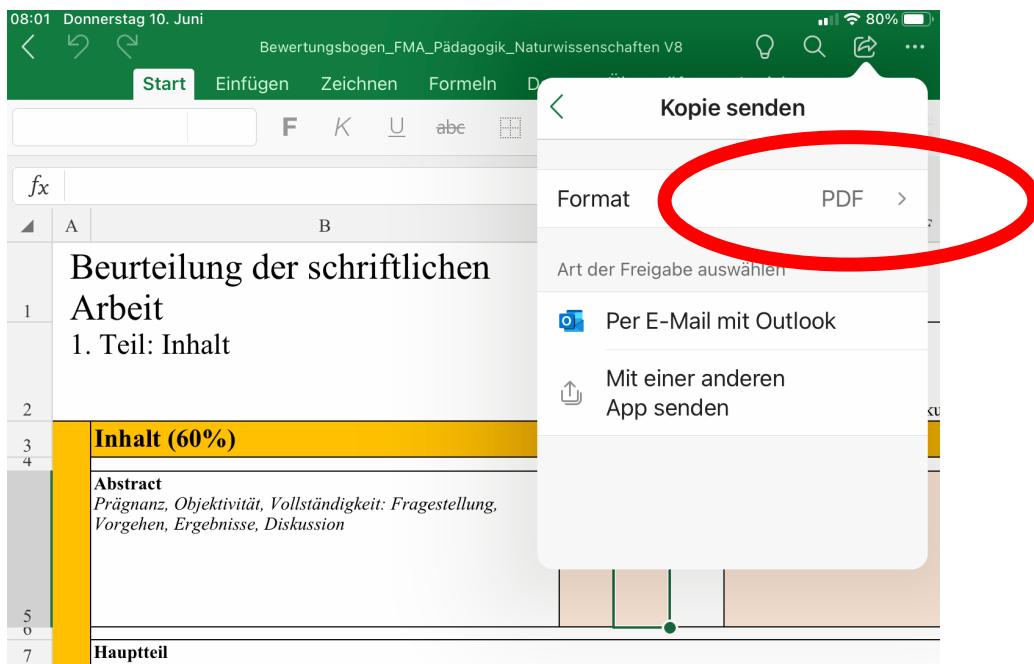 08:01 Donnerstag 10. Juni
80%
Bewertungsbogen_FMA_Pädagogik_Naturwissenschaften V8
Start Einfügen Zeichnen Formeln
F K U abc
Kopie senden
fx
Format PDF
A B
Art der Freigabe auswählen
Per E-Mail mit Outlook
Mit einer anderen
App senden
1 Beurteilung der schriftlichen
Arbeit
1. Teil: Inhalt
2
3 Inhalt (60%)
4
5 Abstract
Prägnanz, Objektivität, Vollständigkeit: Fragestellung,
Vorgehen, Ergebnisse, Diskussion
6
7 Hauptteil